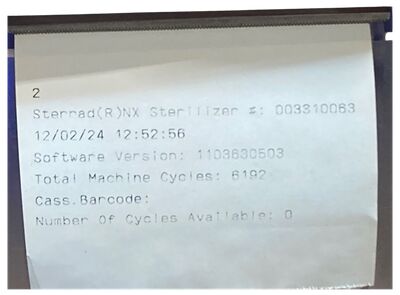 2
Sterrad(R)NX Sterilizer #: 003310063
12/02/24 12:52:56
Software Version: 1103630503
Total Machine Cycles: 6192
Cass.Barcode:
Number Of Cycles Available: 0